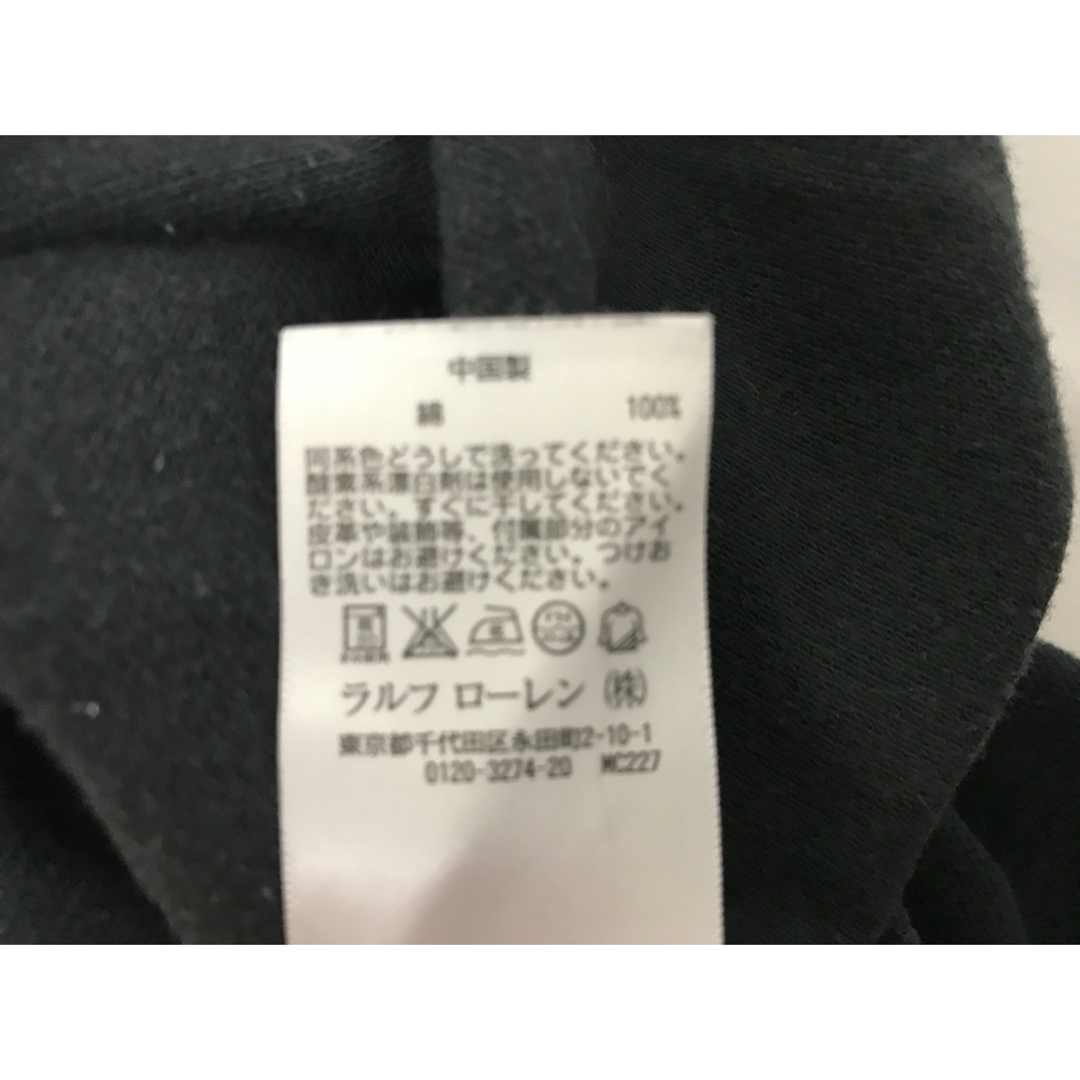 中国製
綿 100%
同系色どうしで洗ってください。
酸素系漂白剤は使用しないでく
ださい。すぐに干してください。
皮革や装飾等、付属部分のアイ
ロンはお避けください。つけお
き洗いはお避けください。
ラルフ ローレン (株)
東京都千代田区永田町2-10-1
0120-3274-20 MC227